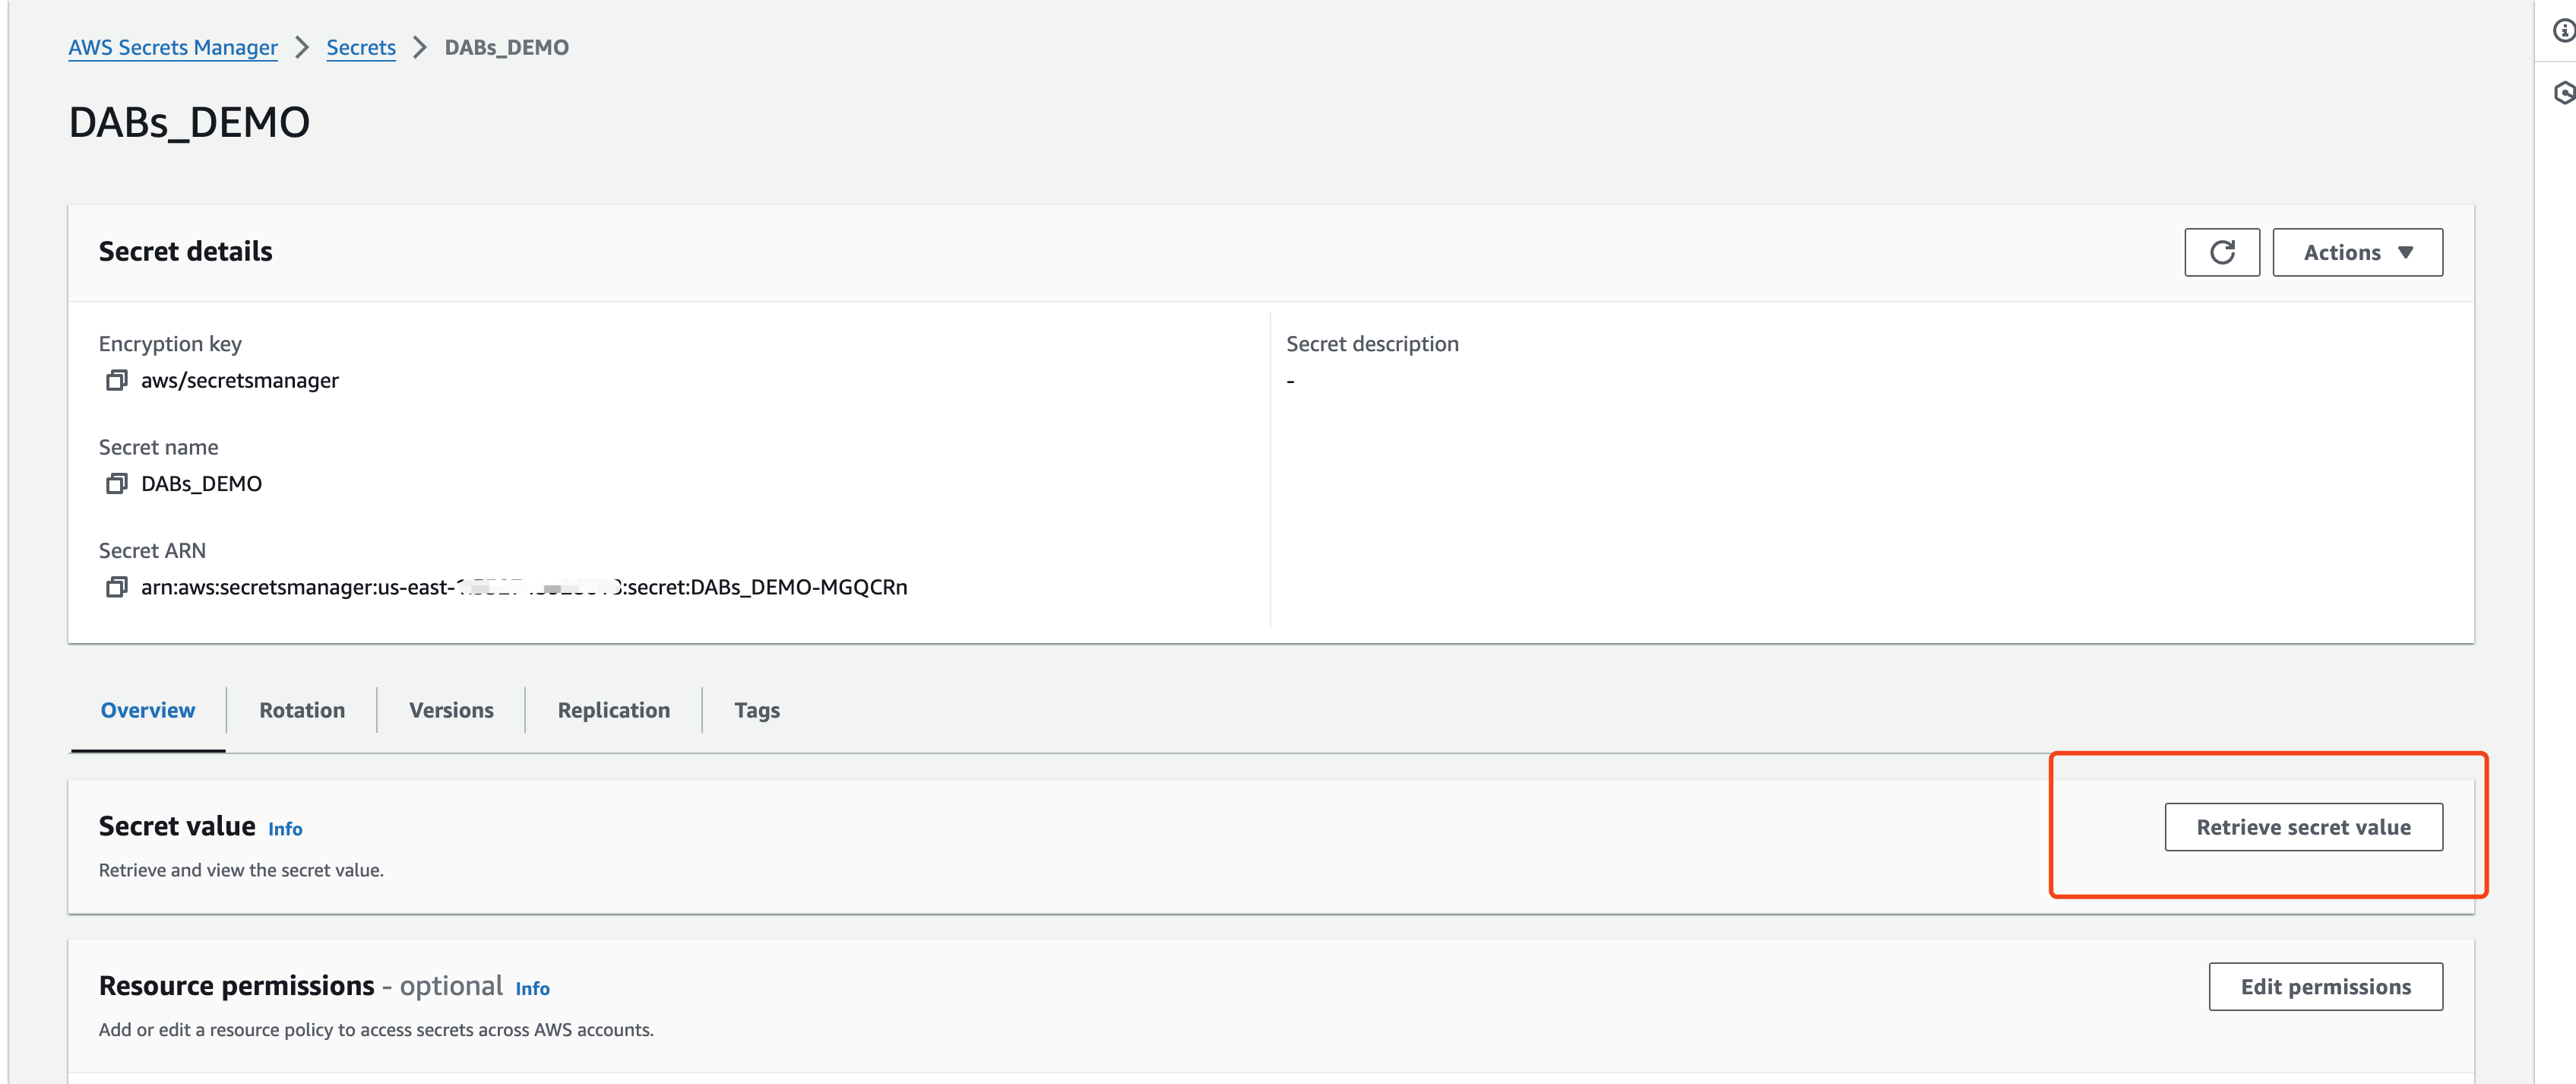 AWS Secrets Manager > Secrets > DABs_DEMO
DABs_DEMO
Secret details
Actions
Encryption key
aws/secretsmanager
Secret description
-
Secret name
DABs_DEMO
Secret ARN
arn:aws:secretsmanager:us-east- :secret:DABs_DEMO-MGQCRn
Overview
Rotation
Versions
Replication
Tags
Secret value Info
Retrieve secret value
Retrieve and view the secret value.
Resource permissions - optional Info
Edit permissions
Add or edit a resource policy to access secrets across AWS accounts.